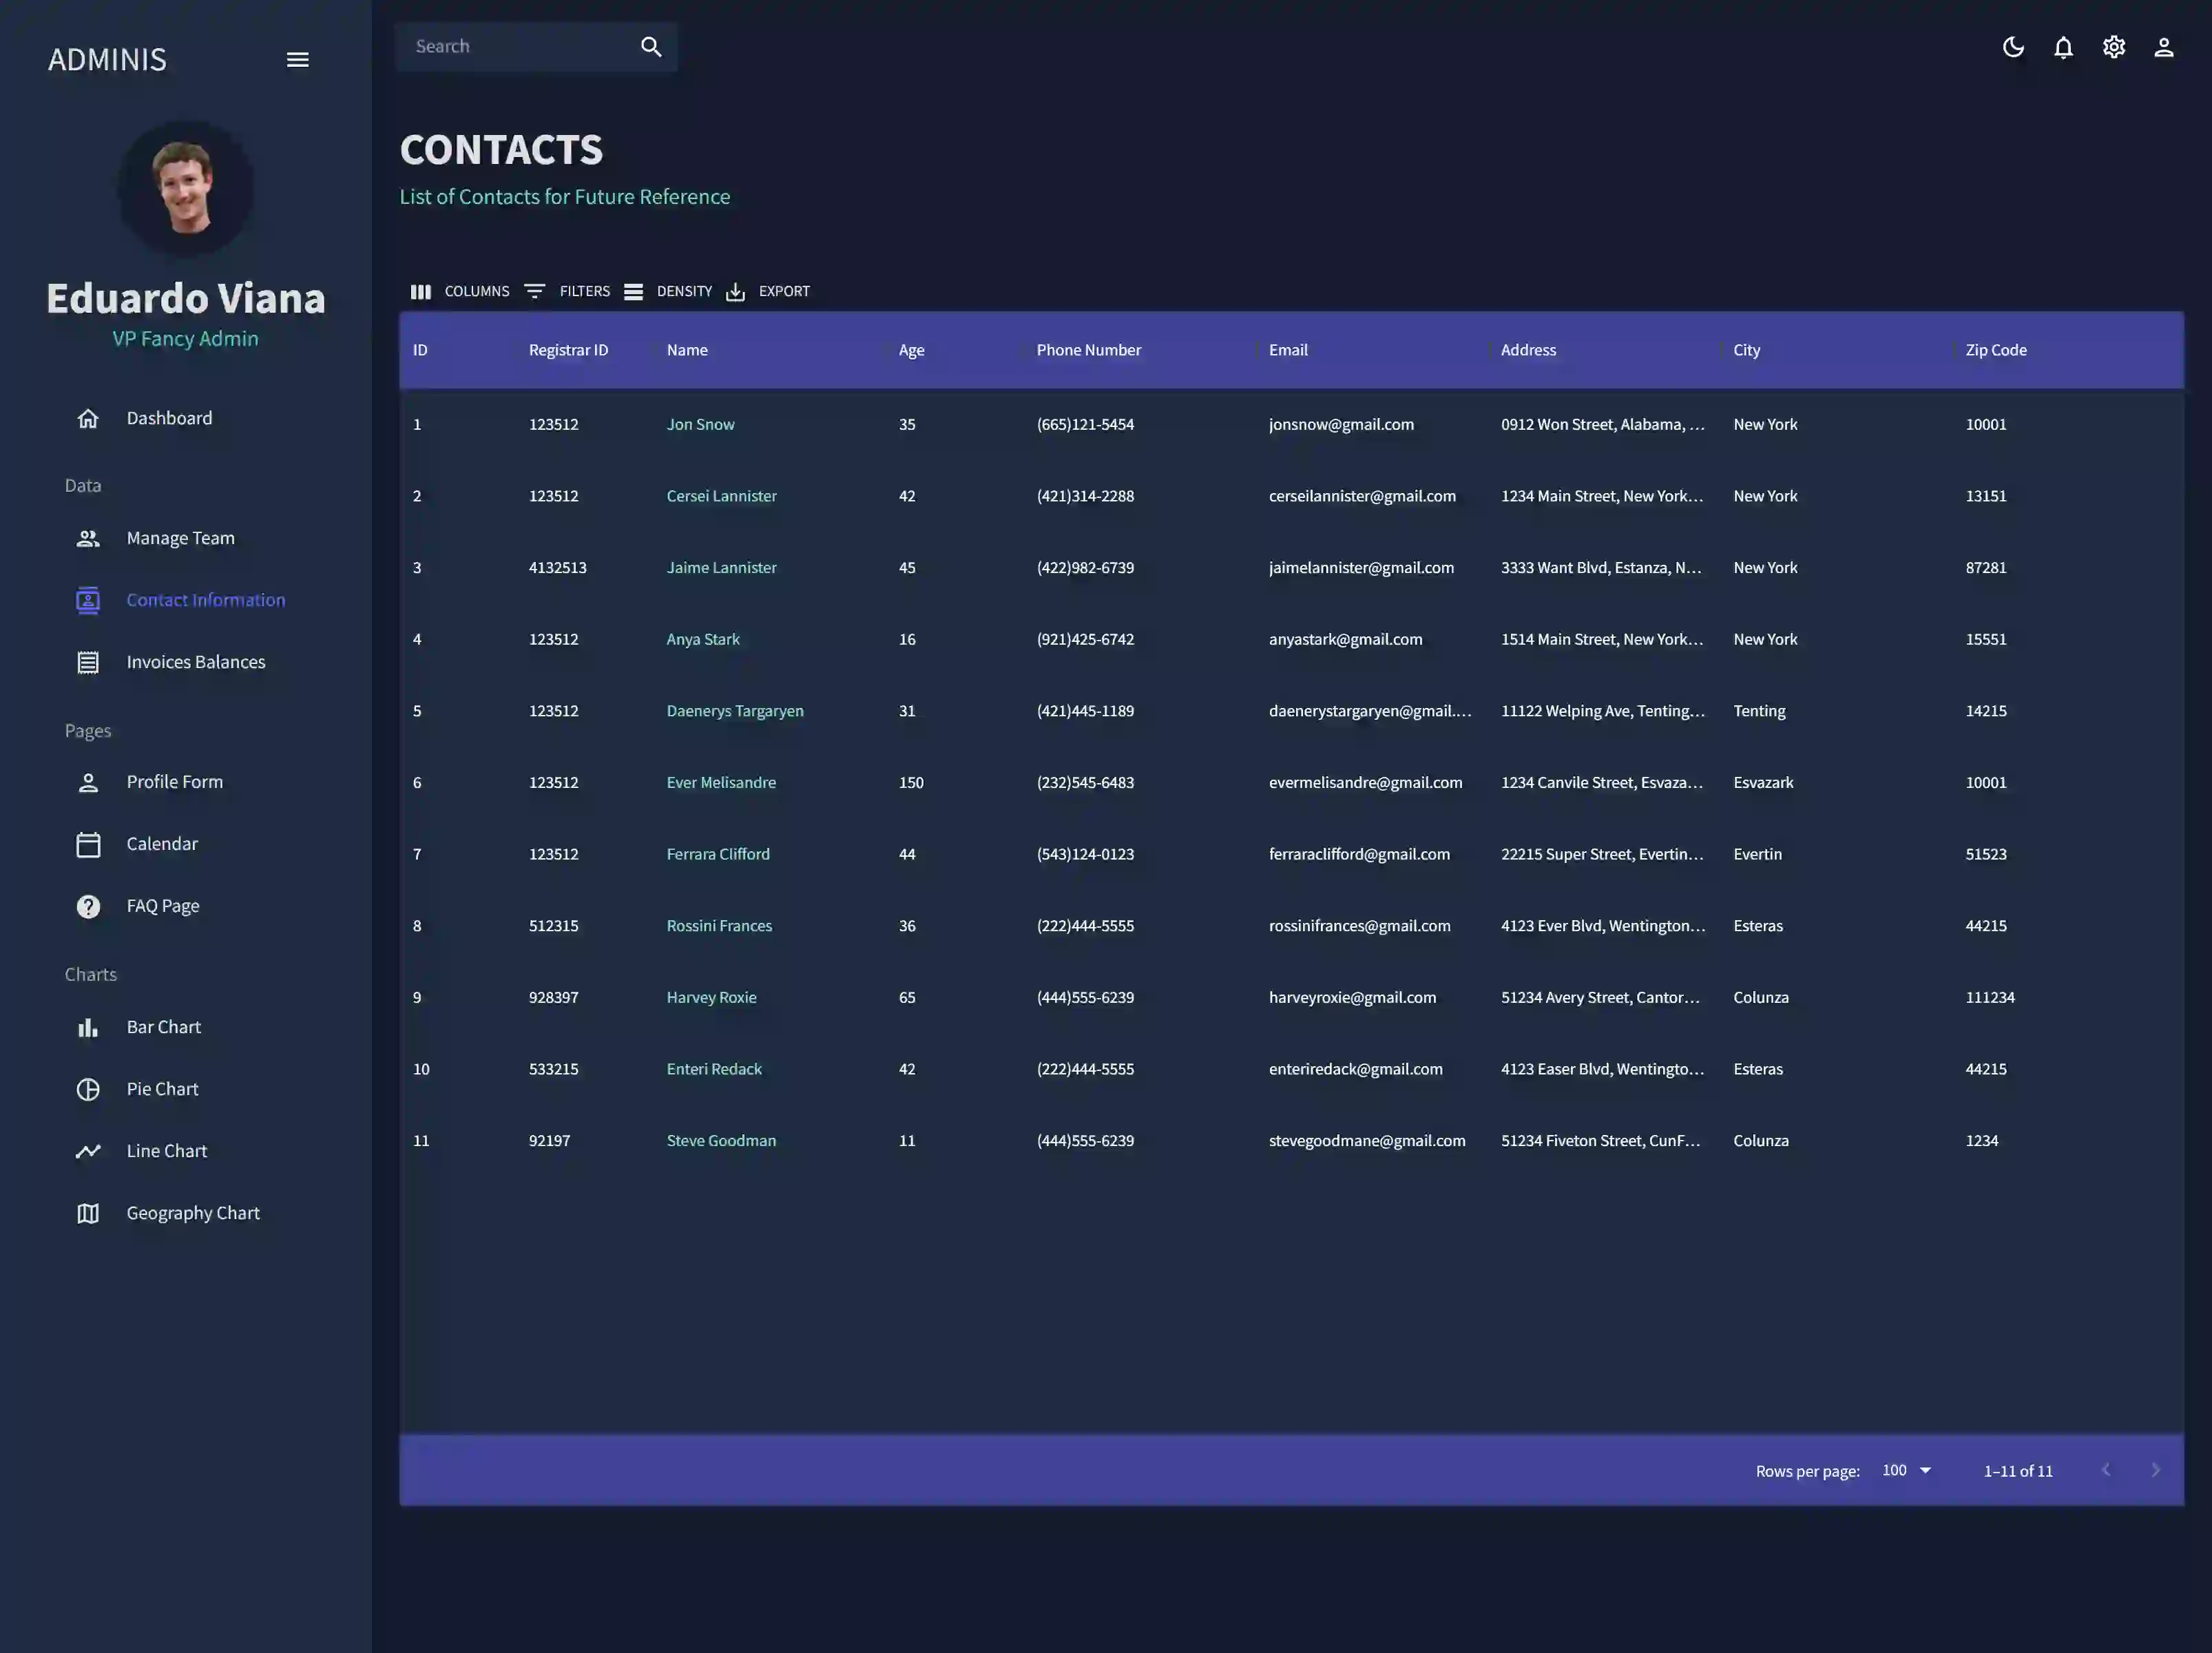 ADMINIS
Search
Eduardo Viana
VP Fancy Admin
Dashboard
Data
Manage Team
Contact Information
Invoices Balances
Pages
Profile Form
Calendar
FAQ Page
Charts
Bar Chart
Pie Chart
Line Chart
Geography Chart
CONTACTS
List of Contacts for Future Reference
COLUMNS FILTERS DENSITY EXPORT
ID Registrar ID Name Age Phone Number Email Address City Zip Code
1 123512 Jon Snow 35 (665)121-5454 jonsnow@gmail.com 0912 Won Street, Alabama, ... New York 10001
2 123512 Cersei Lannister 42 (421)314-2288 cerseilannister@gmail.com 1234 Main Street, New York... New York 13151
3 4132513 Jaime Lannister 45 (422)982-6739 jaimelannister@gmail.com 3333 Want Blvd, Estanza, N... New York 87281
4 123512 Anya Stark 16 (921)425-6742 anyastark@gmail.com 1514 Main Street, New York... New York 15551
5 123512 Daenerys Targaryen 31 (421)445-1189 daenerystargaryen@gmail.... 11122 Welping Ave, Tenting... Tenting 14215
6 123512 Ever Melisandre 150 (232)545-6483 evermelisandre@gmail.com 1234 Canvile Street, Esvaza... Esvazark 10001
7 123512 Ferrara Clifford 44 (543)124-0123 ferraraclifford@gmail.com 22215 Super Street, Evertin... Evertin 51523
8 512315 Rossini Frances 36 (222)444-5555 rossinifrances@gmail.com 4123 Ever Blvd, Wentington... Esteras 44215
9 928397 Harvey Roxie 65 (444)555-6239 harveyroxie@gmail.com 51234 Avery Street, Cantor... Colunza 111234
10 533215 Enteri Redack 42 (222)444-5555 enteriredack@gmail.com 4123 Easer Blvd, Wentingto... Esteras 44215
11 92197 Steve Goodman 11 (444)555-6239 stevegoodmane@gmail.com 51234 Fiveton Street, CunF... Colunza 1234
Rows per page: 100 1–11 of 11